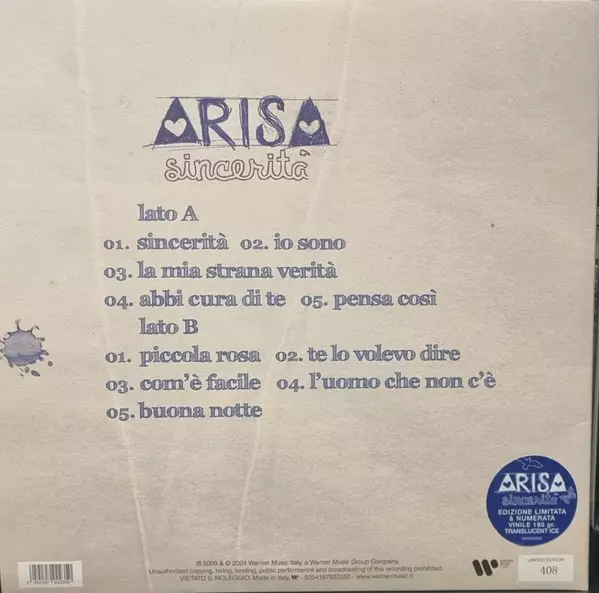 ARISA
sincerità
lato A
01. sincerità 02. io sono
03. la mia strana verità
04. abbi cura di te 05. pensa così
lato B
01. piccola rosa 02. te lo volevo dire
03. com'è facile 04. l'uomo che non c'è
05. buona notte
ARISA
sincerità
EDIZIONE LIMITATA
& NUMERATA
VINILE 180 gr.
TRANSLUCENT ICE
℗ 2009 & © 2024 Warner Music Italy, a Warner Music Group Company.
Unauthorized copying, hiring, lending, public performance and broadcasting of this recording prohibited.
VIETATO IL NOLEGGIO. Made in Italy. www.warnermusic.it
LIMITED EDITION
408